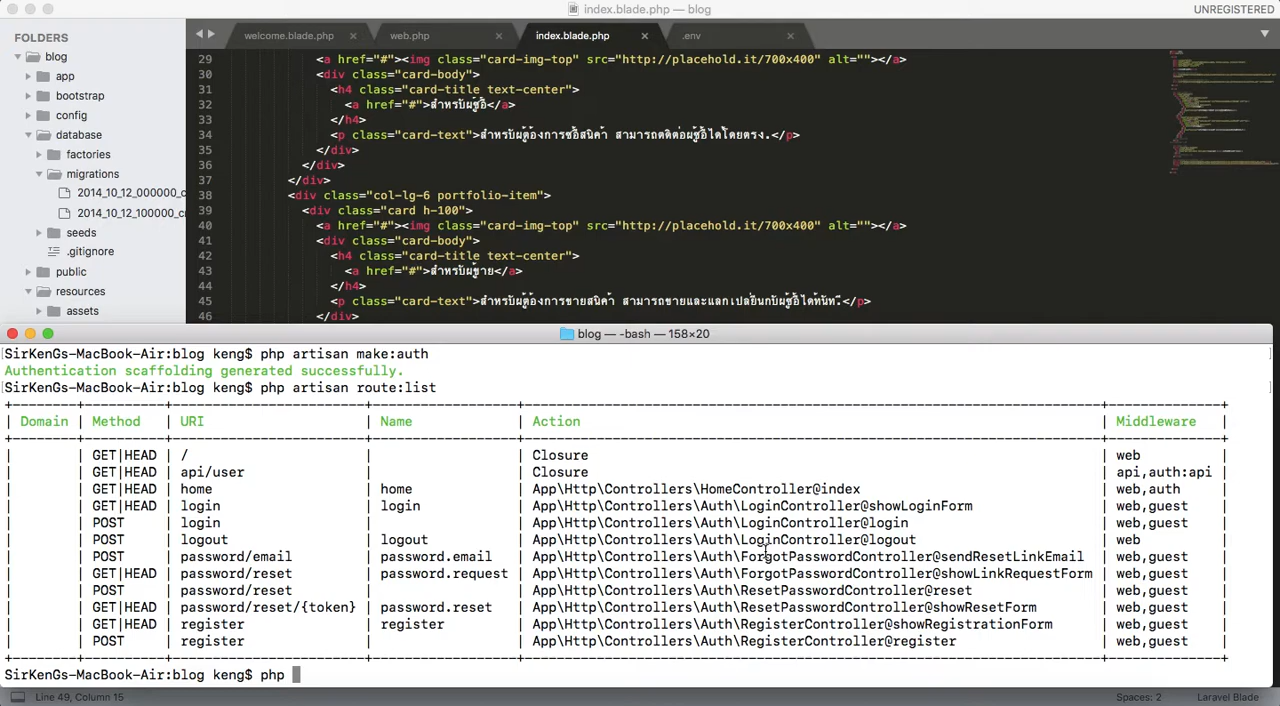 index.blade.php — blog
UNREGISTERED
FOLDERS
blog
app
bootstrap
config
database
factories
migrations
2014_10_12_000000_c
2014_10_12_100000_c
seeds
.gitignore
public
resources
assets
welcome.blade.php
web.php
index.blade.php
.env
29 <a href="#"><img class="card-img-top" src="http://placehold.it/700x400" alt=""></a>
30 <div class="card-body">
31 <h4 class="card-title text-center">
32 <a href="#">สำหรับผู้ซื้อ</a>
33 </h4>
34 <p class="card-text">สำหรับผู้ต้องการซื้อสินค้า สามารถติดต่อผู้ซื้อได้โดยตรง.</p>
35 </div>
36 </div>
37 </div>
38 <div class="col-lg-6 portfolio-item">
39 <div class="card h-100">
40 <a href="#"><img class="card-img-top" src="http://placehold.it/700x400" alt=""></a>
41 <div class="card-body">
42 <h4 class="card-title text-center">
43 <a href="#">สำหรับผู้ขาย</a>
44 </h4>
45 <p class="card-text">สำหรับผู้ต้องการขายสินค้า สามารถขายและแลกเปลี่ยนกับผู้ซื้อได้ทันที.</p>
46 </div>
blog — -bash — 158×20
SirKenGs-MacBook-Air:blog keng$ php artisan make:auth
Authentication scaffolding generated successfully.
SirKenGs-MacBook-Air:blog keng$ php artisan route:list
| Domain | Method | URI | Name | Action | Middleware |
| | GET|HEAD | / | | Closure | web |
| | GET|HEAD | api/user | | Closure | api,auth:api |
| | GET|HEAD | home | home | App\Http\Controllers\HomeController@index | web,auth |
| | GET|HEAD | login | login | App\Http\Controllers\Auth\LoginController@showLoginForm | web,guest |
| | POST | login | | App\Http\Controllers\Auth\LoginController@login | web,guest |
| | POST | logout | logout | App\Http\Controllers\Auth\LoginController@logout | web |
| | POST | password/email | password.email | App\Http\Controllers\Auth\ForgotPasswordController@sendResetLinkEmail | web,guest |
| | GET|HEAD | password/reset | password.request | App\Http\Controllers\Auth\ForgotPasswordController@showLinkRequestForm | web,guest |
| | POST | password/reset | | App\Http\Controllers\Auth\ResetPasswordController@reset | web,guest |
| | GET|HEAD | password/reset/{token} | password.reset | App\Http\Controllers\Auth\ResetPasswordController@showResetForm | web,guest |
| | GET|HEAD | register | register | App\Http\Controllers\Auth\RegisterController@showRegistrationForm | web,guest |
| | POST | register | | App\Http\Controllers\Auth\RegisterController@register | web,guest |
SirKenGs-MacBook-Air:blog keng$ php
Line 49, Column 15
Spaces: 2
Laravel Blade